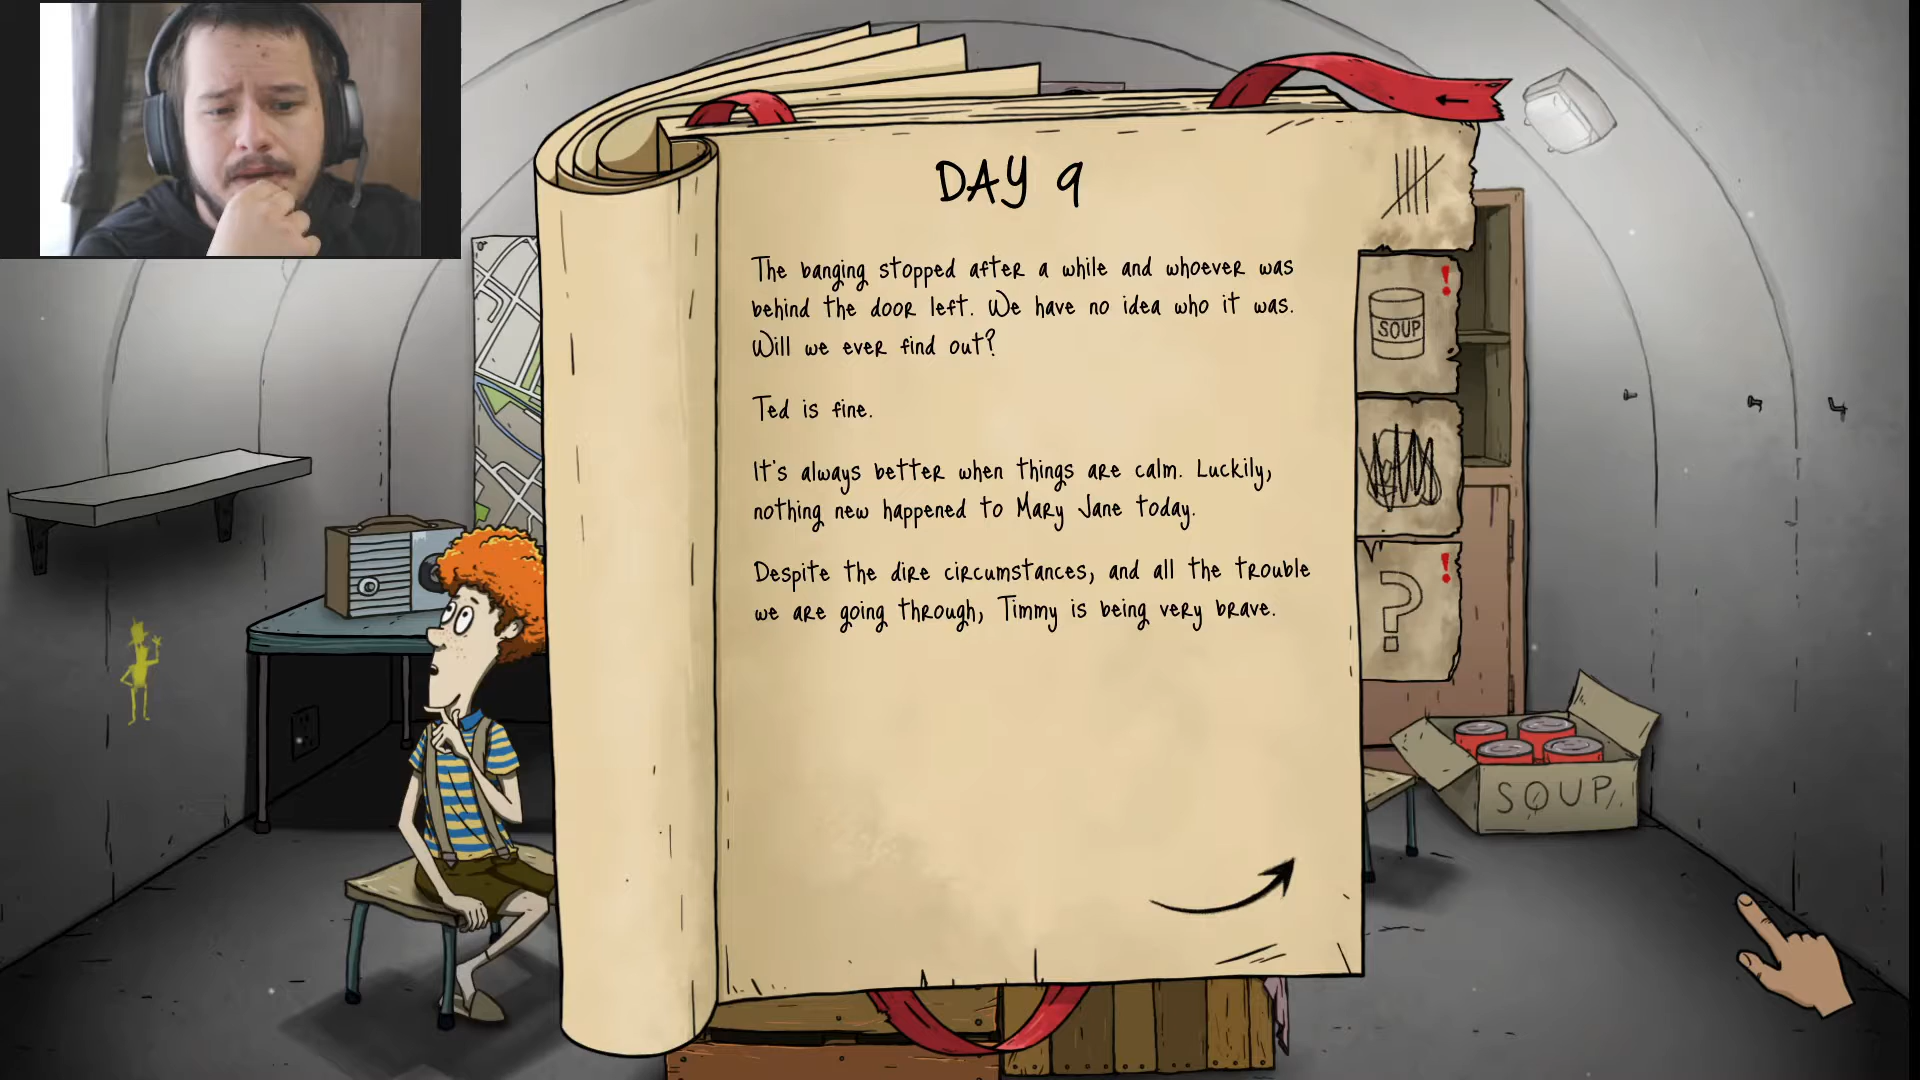 DAY 9
The banging stopped after a while and whoever was
behind the door left. We have no idea who it was.
Will we ever find out?
Ted is fine.
It's always better when things are calm. Luckily,
nothing new happened to Mary Jane today.
Despite the dire circumstances, and all the trouble
we are going through, Timmy is being very brave.
SOUP
?
SOUP